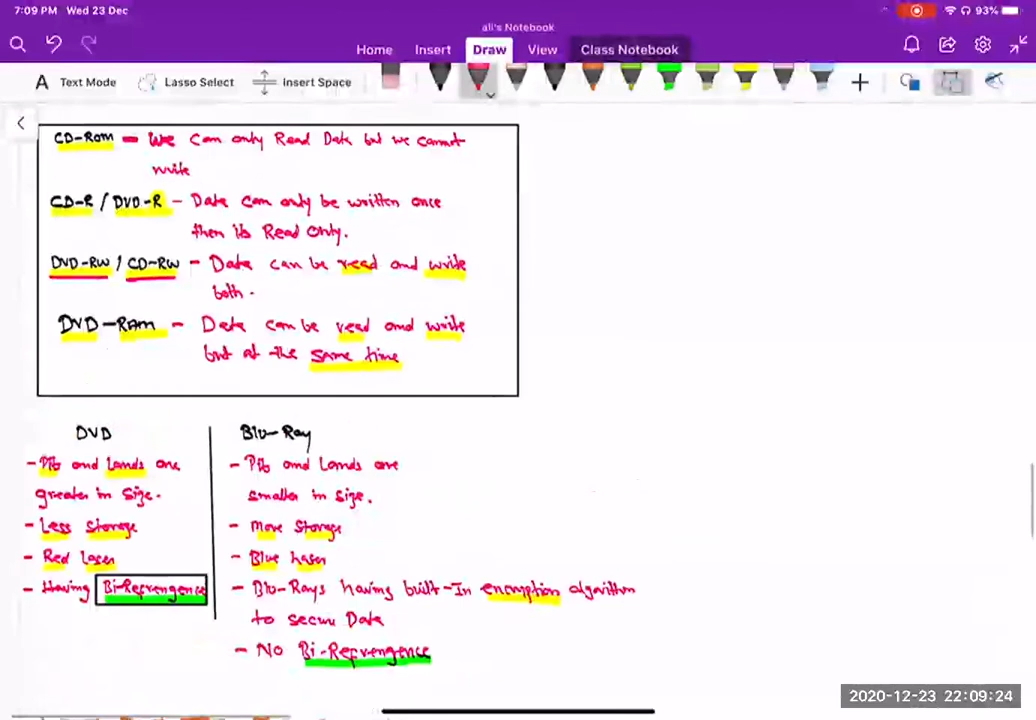 7:09 PM Wed 23 Dec
93%
ali's Notebook
Home Insert Draw View Class Notebook
Text Mode Lasso Select Insert Space
CD-Rom - We Can only Read Data but we cannot
write
CD-R / DVD-R - Data can only be written once
then its Read Only.
DVD-RW / CD-RW - Data can be read and write
both.
DVD-RAM - Data can be read and write
but at the same time
DVD
- Pits and Lands are
greater in size.
- Less Storage
- Red Laser
- Having Bi-Refrengence
Blu-Ray
- Pits and Lands are
smaller in size.
- More Storage
- Blue Laser
- Blu-Rays having built-In encryption algorithm
to secure Data
- No Bi-Refrengence
2020-12-23 22:09:24